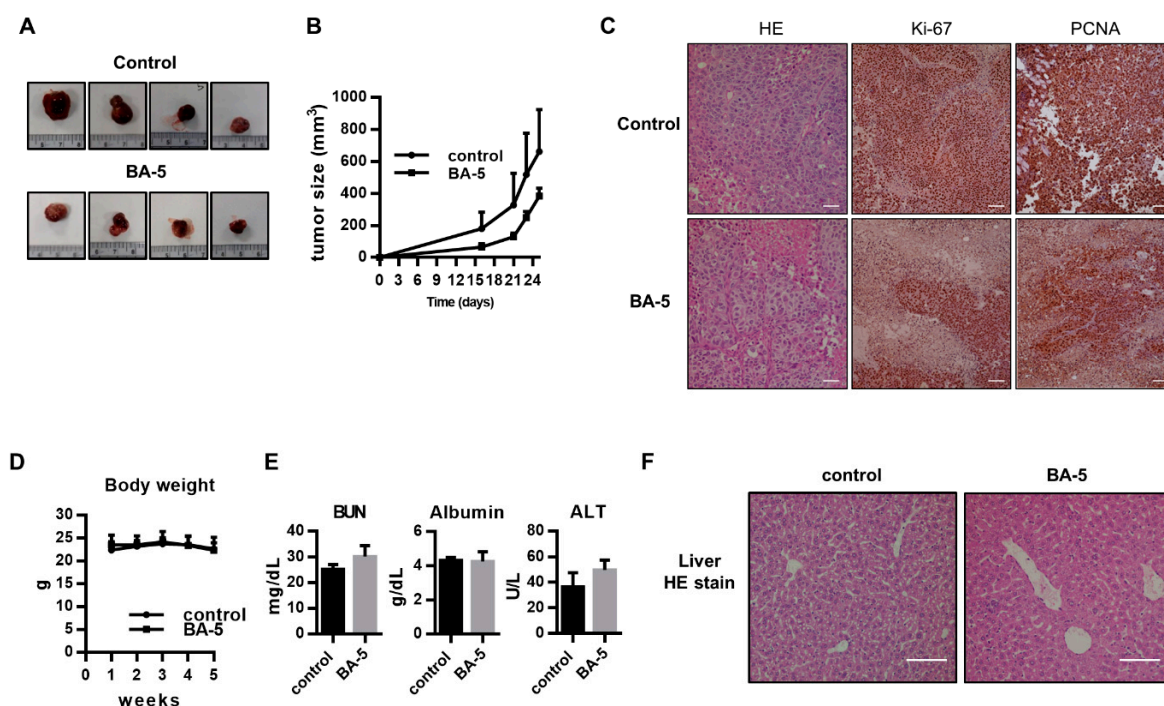 A
Control
BA-5
B
1000
800
600
400
200
0
tumor size (mm³)
control
BA-5
0 3 6 9 12 15 18 21 24
Time (days)
C
HE Ki-67 PCNA
Control
BA-5
D
Body weight
30
25
20
15
10
5
0
g
control
BA-5
0 1 2 3 4 5
weeks
E
BUN
50
40
30
20
10
0
mg/dL
control BA-5
Albumin
6
4
2
0
g/dL
control BA-5
ALT
80
60
40
20
0
U/L
control BA-5
F
control BA-5
Liver
HE stain